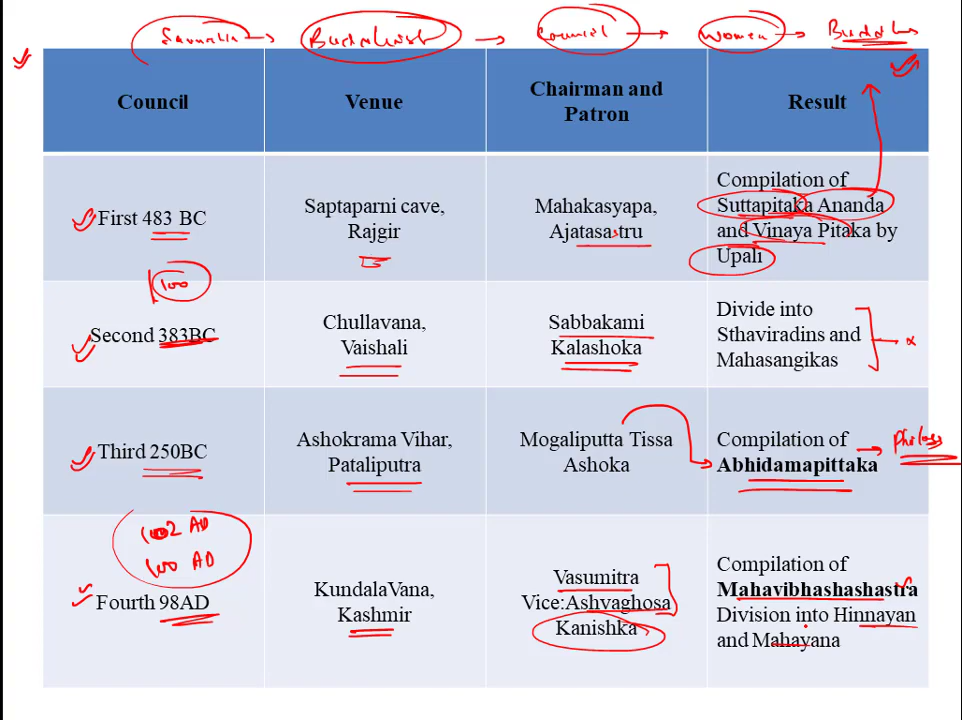 Buddhist Council Women
Council Venue Chairman and Patron Result
First 483 BC
Saptaparni cave,
Rajgir
Mahakasyapa,
Ajatasatru
Compilation of
Suttapitaka Ananda
and Vinaya Pitaka by
Upali
100
Second 383BC
Chullavana,
Vaishali
Sabbakami
Kalashoka
Divide into
Sthaviradins and
Mahasangikas
Third 250BC
Ashokrama Vihar,
Pataliputra
Mogaliputta Tissa
Ashoka
Compilation of
Abhidamapittaka
102 AD
100 AD
Fourth 98AD
KundalaVana,
Kashmir
Vasumitra
Vice:Ashvaghosa
Kanishka
Compilation of
Mahavibhashashastra
Division into Hinnayan
and Mahayana